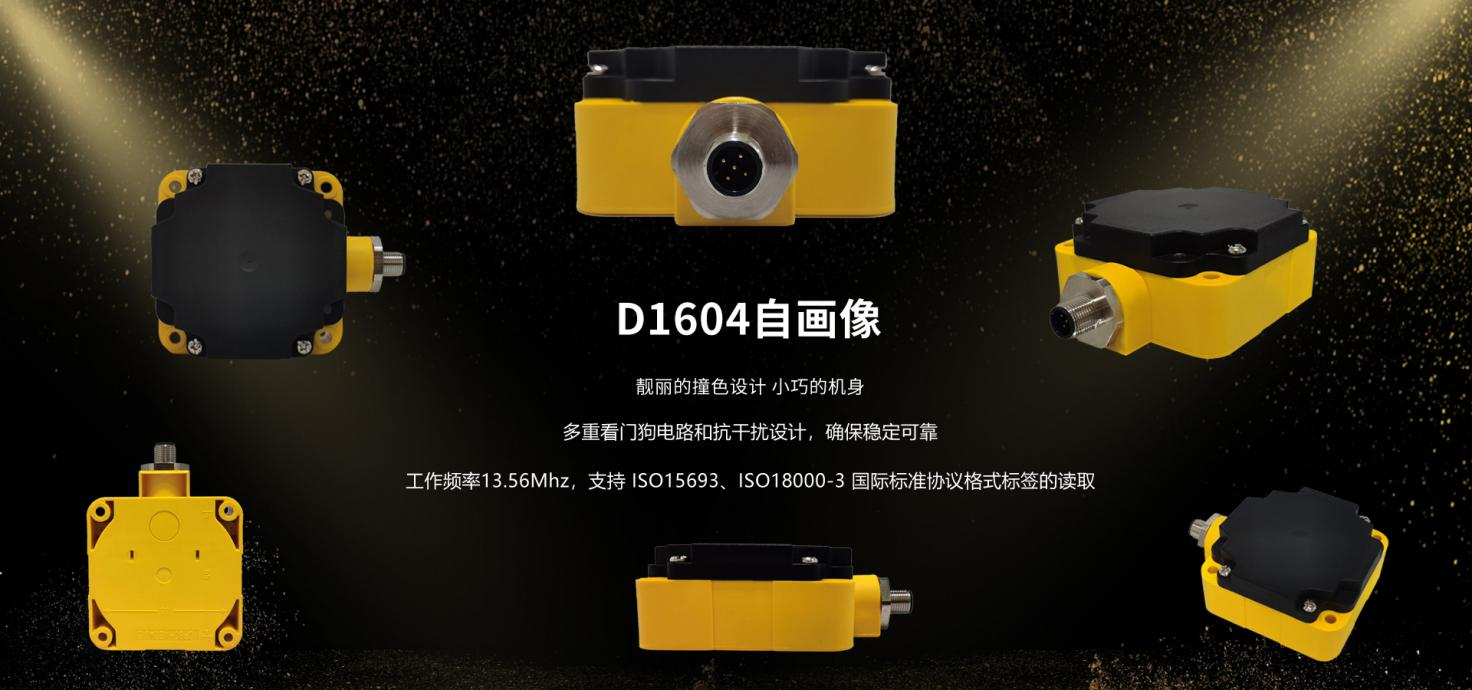 D1604自画像
靓丽的撞色设计 小巧的机身
多重看门狗电路和抗干扰设计，确保稳定可靠
工作频率13.56Mhz，支持 ISO15693、ISO18000-3 国际标准协议格式标签的读取